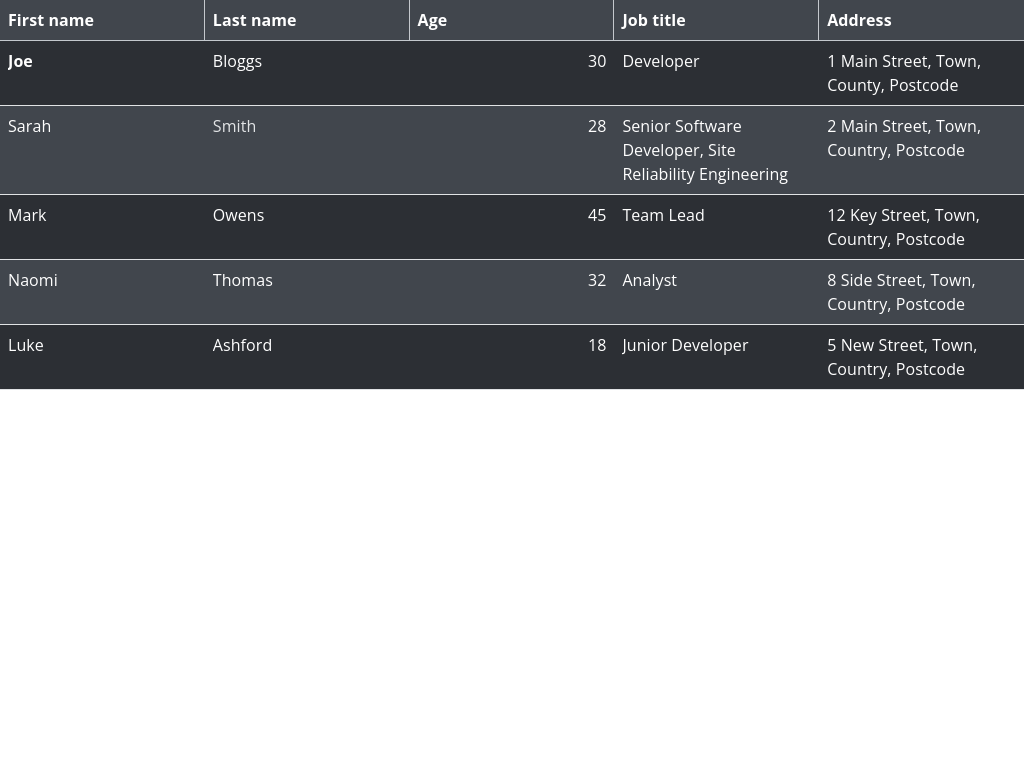 First name Last name Age Job title Address
Joe Bloggs 30 Developer 1 Main Street, Town,
County, Postcode
Sarah Smith 28 Senior Software 2 Main Street, Town,
Developer, Site Country, Postcode
Reliability Engineering
Mark Owens 45 Team Lead 12 Key Street, Town,
Country, Postcode
Naomi Thomas 32 Analyst 8 Side Street, Town,
Country, Postcode
Luke Ashford 18 Junior Developer 5 New Street, Town,
Country, Postcode